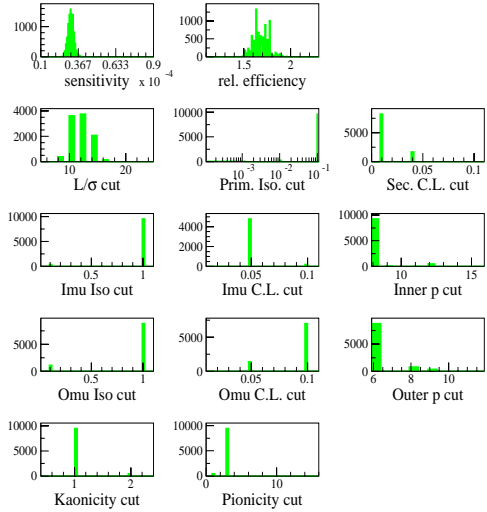 1000
0
0.1 0.367 0.633 0.9
sensitivity x 10 -4
1000
500
0
1 1.5 2
rel. efficiency
4000
2000
0
10 20
L/σ cut
5000
0
10 -3 10 -2 10 -1
Prim. Iso. cut
5000
0
0 0.05 0.1
Sec. C.L. cut
10000
5000
0
0.5 1
Imu Iso cut
4000
2000
0
0.05 0.1
Imu C.L. cut
5000
0
10 15
Inner p cut
5000
0
0.5 1
Omu Iso cut
5000
0
0.05 0.1
Omu C.L. cut
5000
0
6 8 10
Outer p cut
10000
5000
0
1 2
Kaonicity cut
10000
5000
0
0 10
Pionicity cut